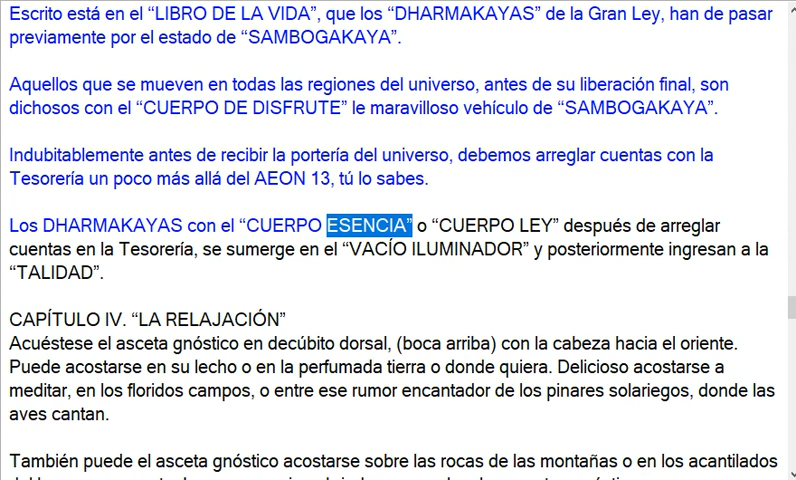 Escrito está en el “LIBRO DE LA VIDA”, que los “DHARMAKAYAS” de la Gran Ley, han de pasar
previamente por el estado de “SAMBOGAKAYA”.
Aquellos que se mueven en todas las regiones del universo, antes de su liberación final, son
dichosos con el “CUERPO DE DISFRUTE” le maravilloso vehículo de “SAMBOGAKAYA”.
Indubitablemente antes de recibir la portería del universo, debemos arreglar cuentas con la
Tesorería un poco más allá del AEON 13, tú lo sabes.
Los DHARMAKAYAS con el “CUERPO ESENCIA” o “CUERPO LEY” después de arreglar
cuentas en la Tesorería, se sumerge en el “VACÍO ILUMINADOR” y posteriormente ingresan a la
“TALIDAD”.
CAPÍTULO IV. “LA RELAJACIÓN”
Acuéstese el asceta gnóstico en decúbito dorsal, (boca arriba) con la cabeza hacia el oriente.
Puede acostarse en su lecho o en la perfumada tierra o donde quiera. Delicioso acostarse a
meditar, en los floridos campos, o entre ese rumor encantador de los pinares solariegos, donde las
aves cantan.
También puede el asceta gnóstico acostarse sobre las rocas de las montañas o en los acantilados